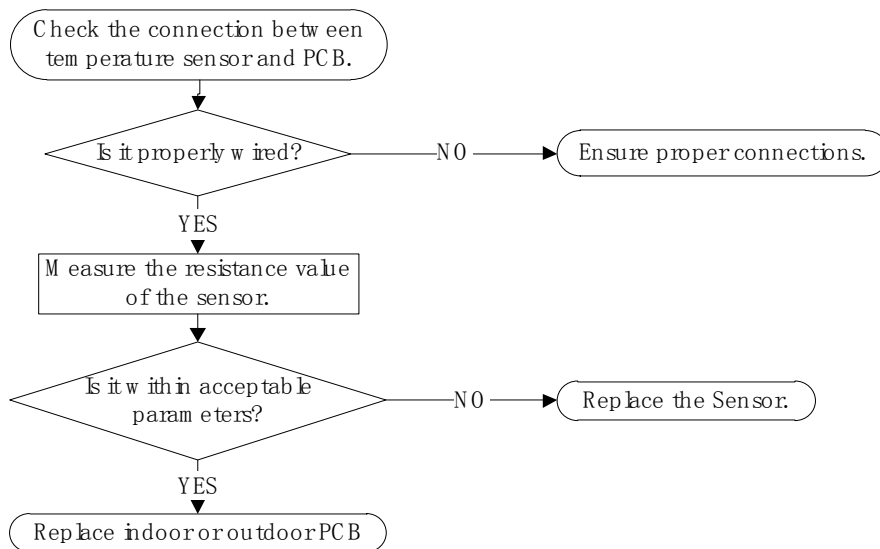 Check the connection between
temperature sensor and PCB.
Is it properly wired?
NO
Ensure proper connections.
YES
Measure the resistance value
of the sensor.
Is it within acceptable
parameters?
NO
Replace the Sensor.
YES
Replace indoor or outdoor PCB